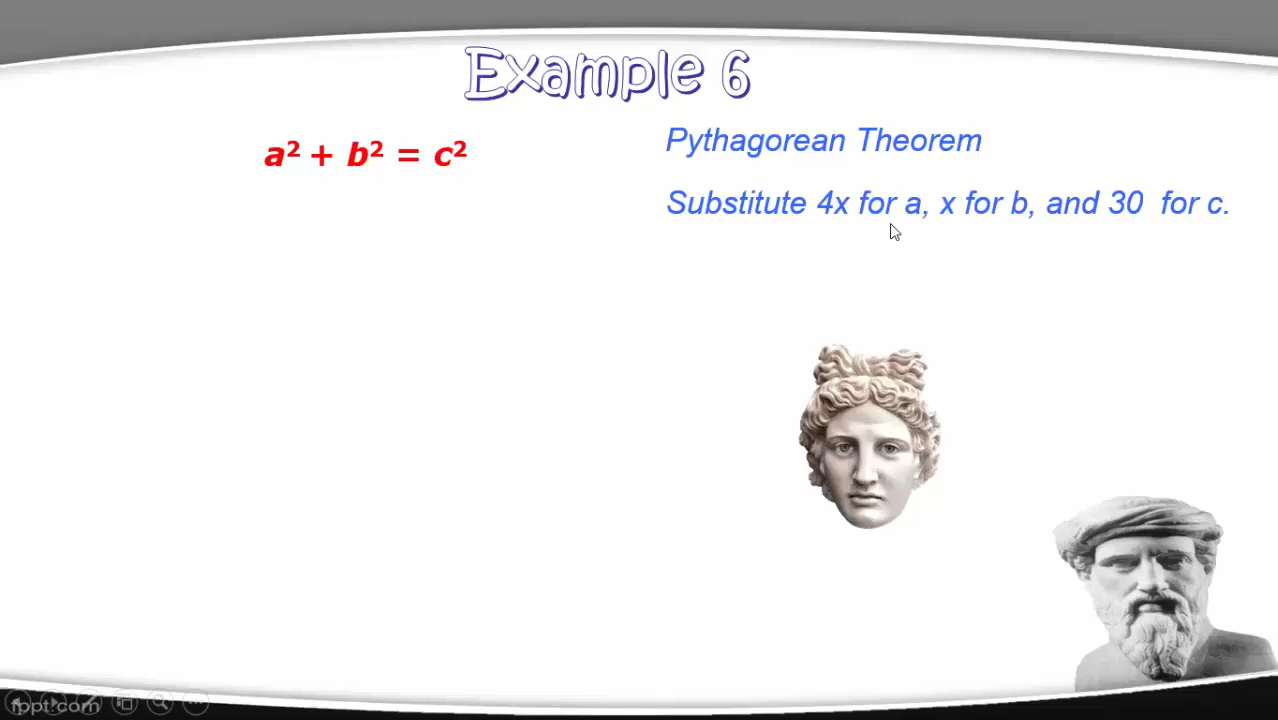 Example 6
a² + b² = c²
Pythagorean Theorem
Substitute 4x for a, x for b, and 30 for c.
fppt.com